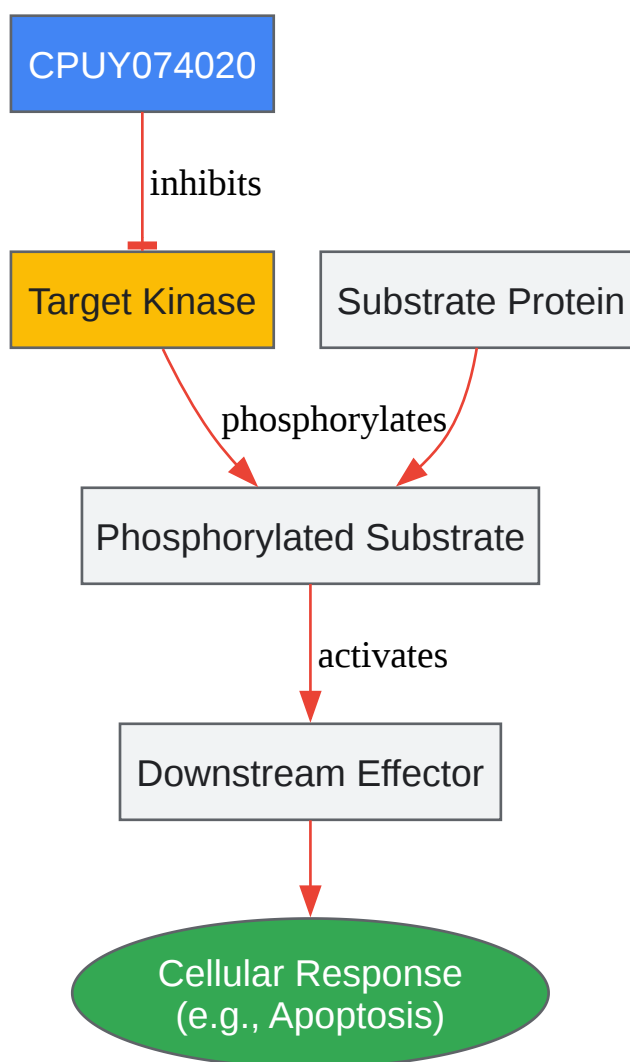 CPUY074020
inhibits
Target Kinase
Substrate Protein
phosphorylates
Phosphorylated Substrate
activates
Downstream Effector
Cellular Response
(e.g., Apoptosis)